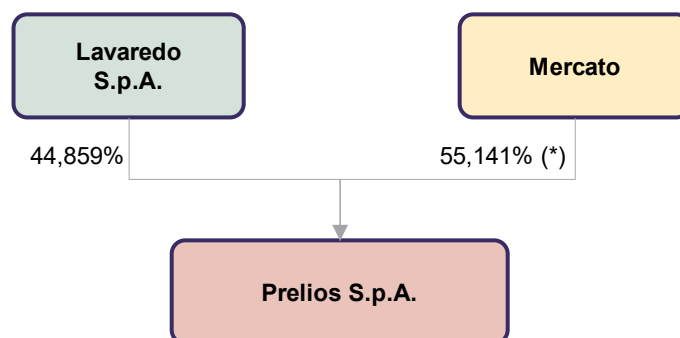 Lavaredo
S.p.A.
Mercato
44,859%
55,141% (*)
Prelios S.p.A.